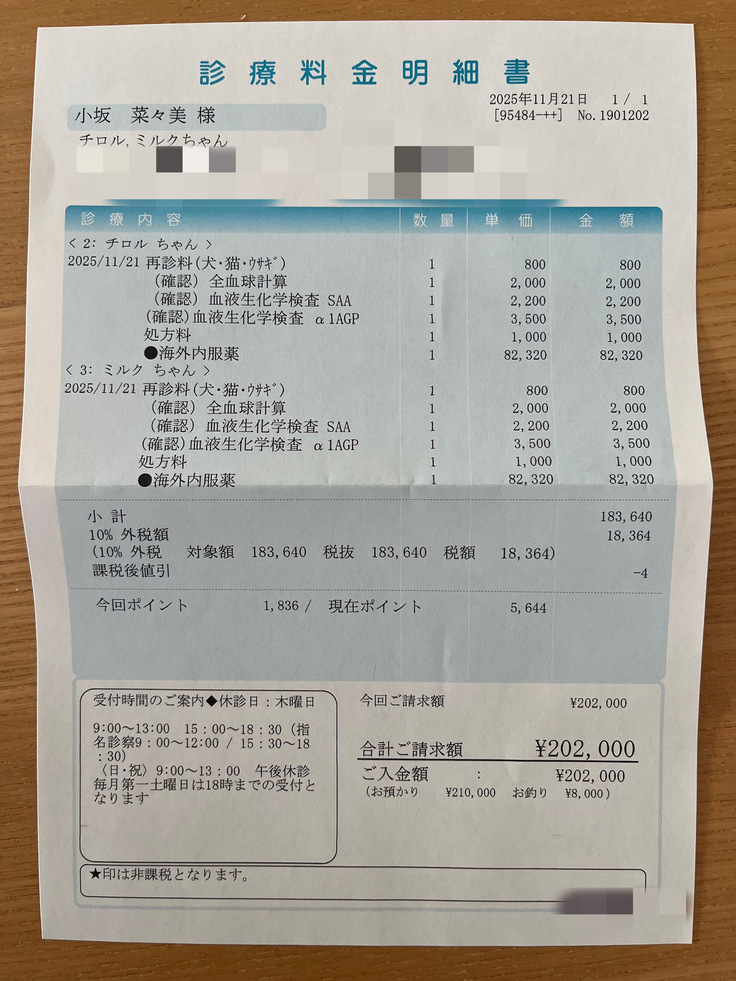 診療料金明細書
2025年11月21日 1 / 1
小坂 菜々美 様
[95484-++] No.1901202
チロル, ミルクちゃん
診療内容 数量 単価 金額
< 2: チロル ちゃん >
2025/11/21 再診料(犬・猫・ｳｻｷﾞ) 1 800 800
(確認) 全血球計算 1 2,000 2,000
(確認) 血液生化学検査 SAA 1 2,200 2,200
(確認)血液生化学検査 α1AGP 1 3,500 3,500
処方料 1 1,000 1,000
●海外内服薬 1 82,320 82,320
< 3: ミルク ちゃん >
2025/11/21 再診料(犬・猫・ｳｻｷﾞ) 1 800 800
(確認) 全血球計算 1 2,000 2,000
(確認) 血液生化学検査 SAA 1 2,200 2,200
(確認)血液生化学検査 α1AGP 1 3,500 3,500
処方料 1 1,000 1,000
●海外内服薬 1 82,320 82,320
小 計 183,640
10% 外税額 18,364
(10% 外税 対象額 183,640 税抜 183,640 税額 18,364)
課税後値引 -4
今回ポイント 1,836 / 現在ポイント 5,644
受付時間のご案内◆休診日：木曜日
9:00〜13:00 15：00〜18：30（指
名診察9：00〜12:00 / 15：30〜18
：30）
〈日・祝〉9:00〜13：00 午後休診
毎月第一土曜日は18時までの受付と
なります
今回ご請求額 ¥202,000
合計ご請求額 ¥202,000
ご入金額 ： ¥202,000
(お預かり ¥210,000 お釣り ¥8,000)
★印は非課税となります。